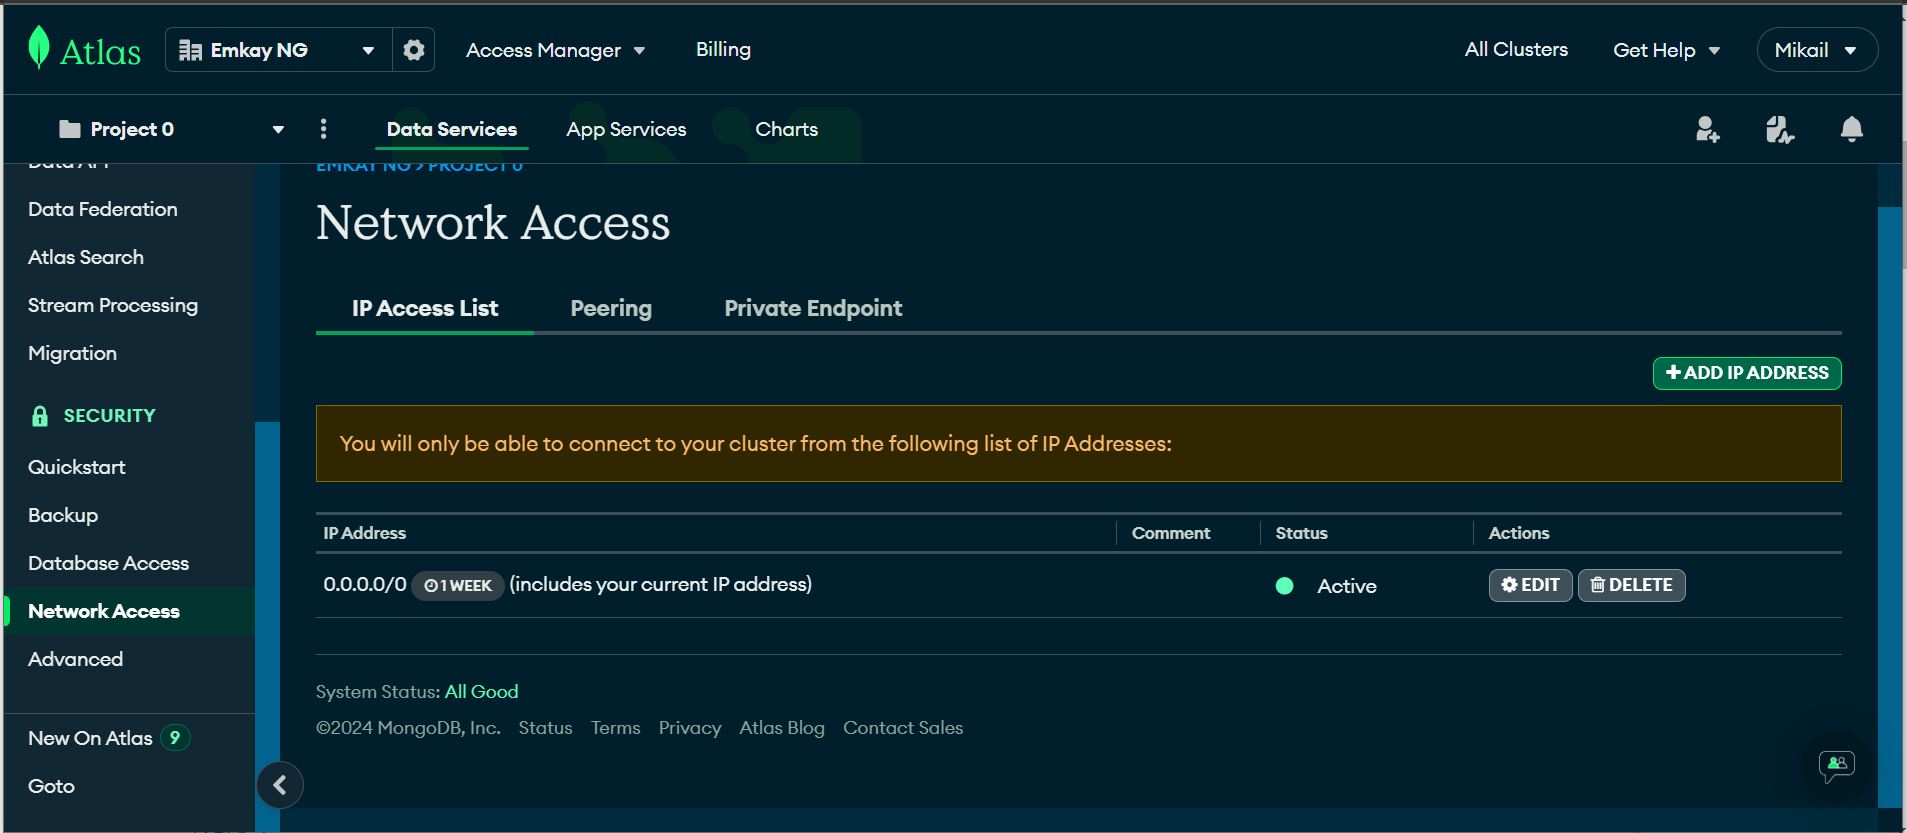 Atlas
Emkay NG
Access Manager
Billing
All Clusters
Get Help
Mikail
Project 0
Data Services
App Services
Charts
Data API
Data Federation
Atlas Search
Stream Processing
Migration
SECURITY
Quickstart
Backup
Database Access
Network Access
Advanced
New On Atlas 9
Goto
EMKAY NG > PROJECT 0
Network Access
IP Access List
Peering
Private Endpoint
+ ADD IP ADDRESS
You will only be able to connect to your cluster from the following list of IP Addresses:
IP Address Comment Status Actions
0.0.0.0/0 1 WEEK (includes your current IP address) Active EDIT DELETE
System Status: All Good
©2024 MongoDB, Inc. Status Terms Privacy Atlas Blog Contact Sales